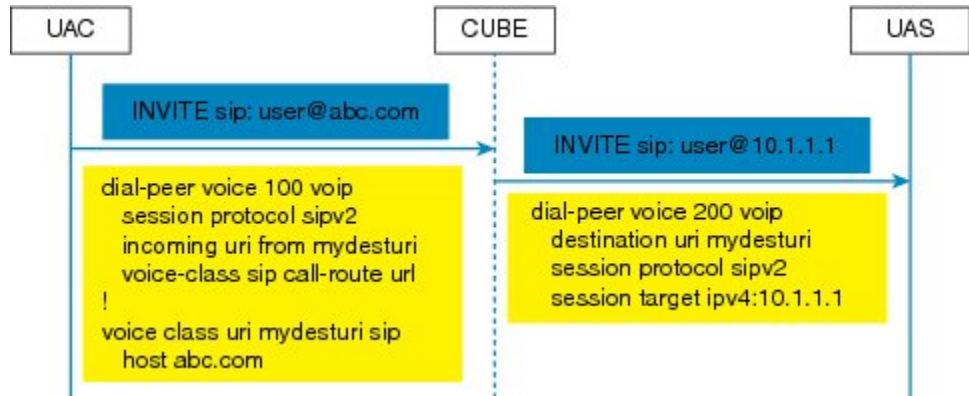 UAC
CUBE
UAS
INVITE sip: user@abc.com
INVITE sip: user@10.1.1.1
dial-peer voice 100 voip
session protocol sipv2
incoming uri from mydesturi
voice-class sip call-route url
!
voice class uri mydesturi sip
host abc.com
dial-peer voice 200 voip
destination uri mydesturi
session protocol sipv2
session target ipv4:10.1.1.1